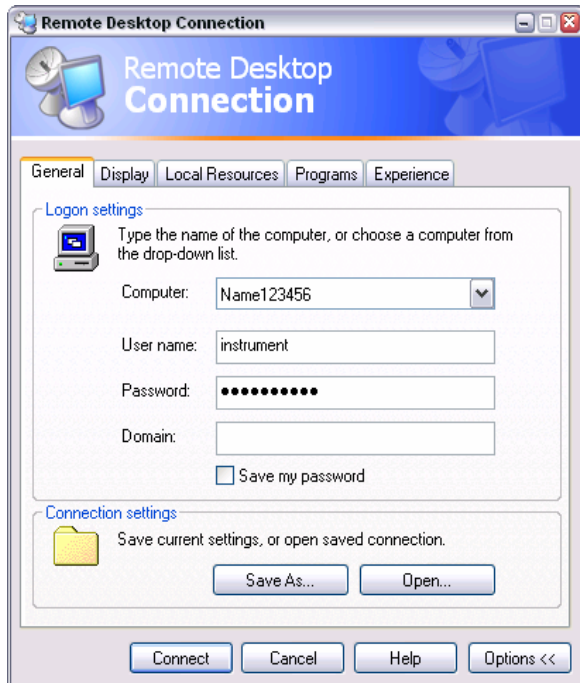 Remote Desktop Connection
Remote Desktop
Connection
General Display Local Resources Programs Experience
Logon settings
Type the name of the computer, or choose a computer from
the drop-down list.
Computer: Name123456
User name: instrument
Password: ●●●●●●●●●●
Domain:
Save my password
Connection settings
Save current settings, or open saved connection.
Save As... Open...
Connect Cancel Help Options <<